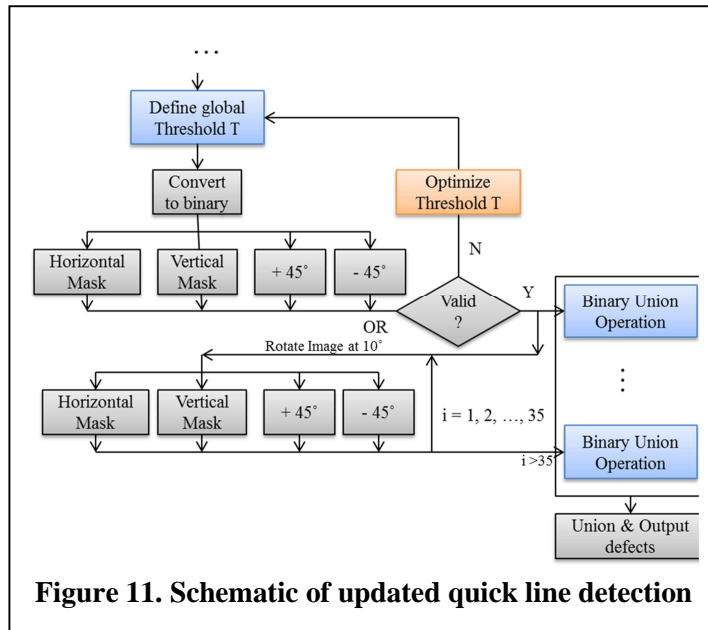 ...
Define global
Threshold T
Convert
to binary
Optimize
Threshold T
Horizontal
Mask
Vertical
Mask
+ 45˚
- 45˚
N
Valid
?
Y
OR
Binary Union
Operation
Rotate Image at 10˚
Horizontal
Mask
Vertical
Mask
+ 45˚
- 45˚
i = 1, 2, …, 35
...
i >35
Binary Union
Operation
Union & Output
defects
Figure 11. Schematic of updated quick line detection